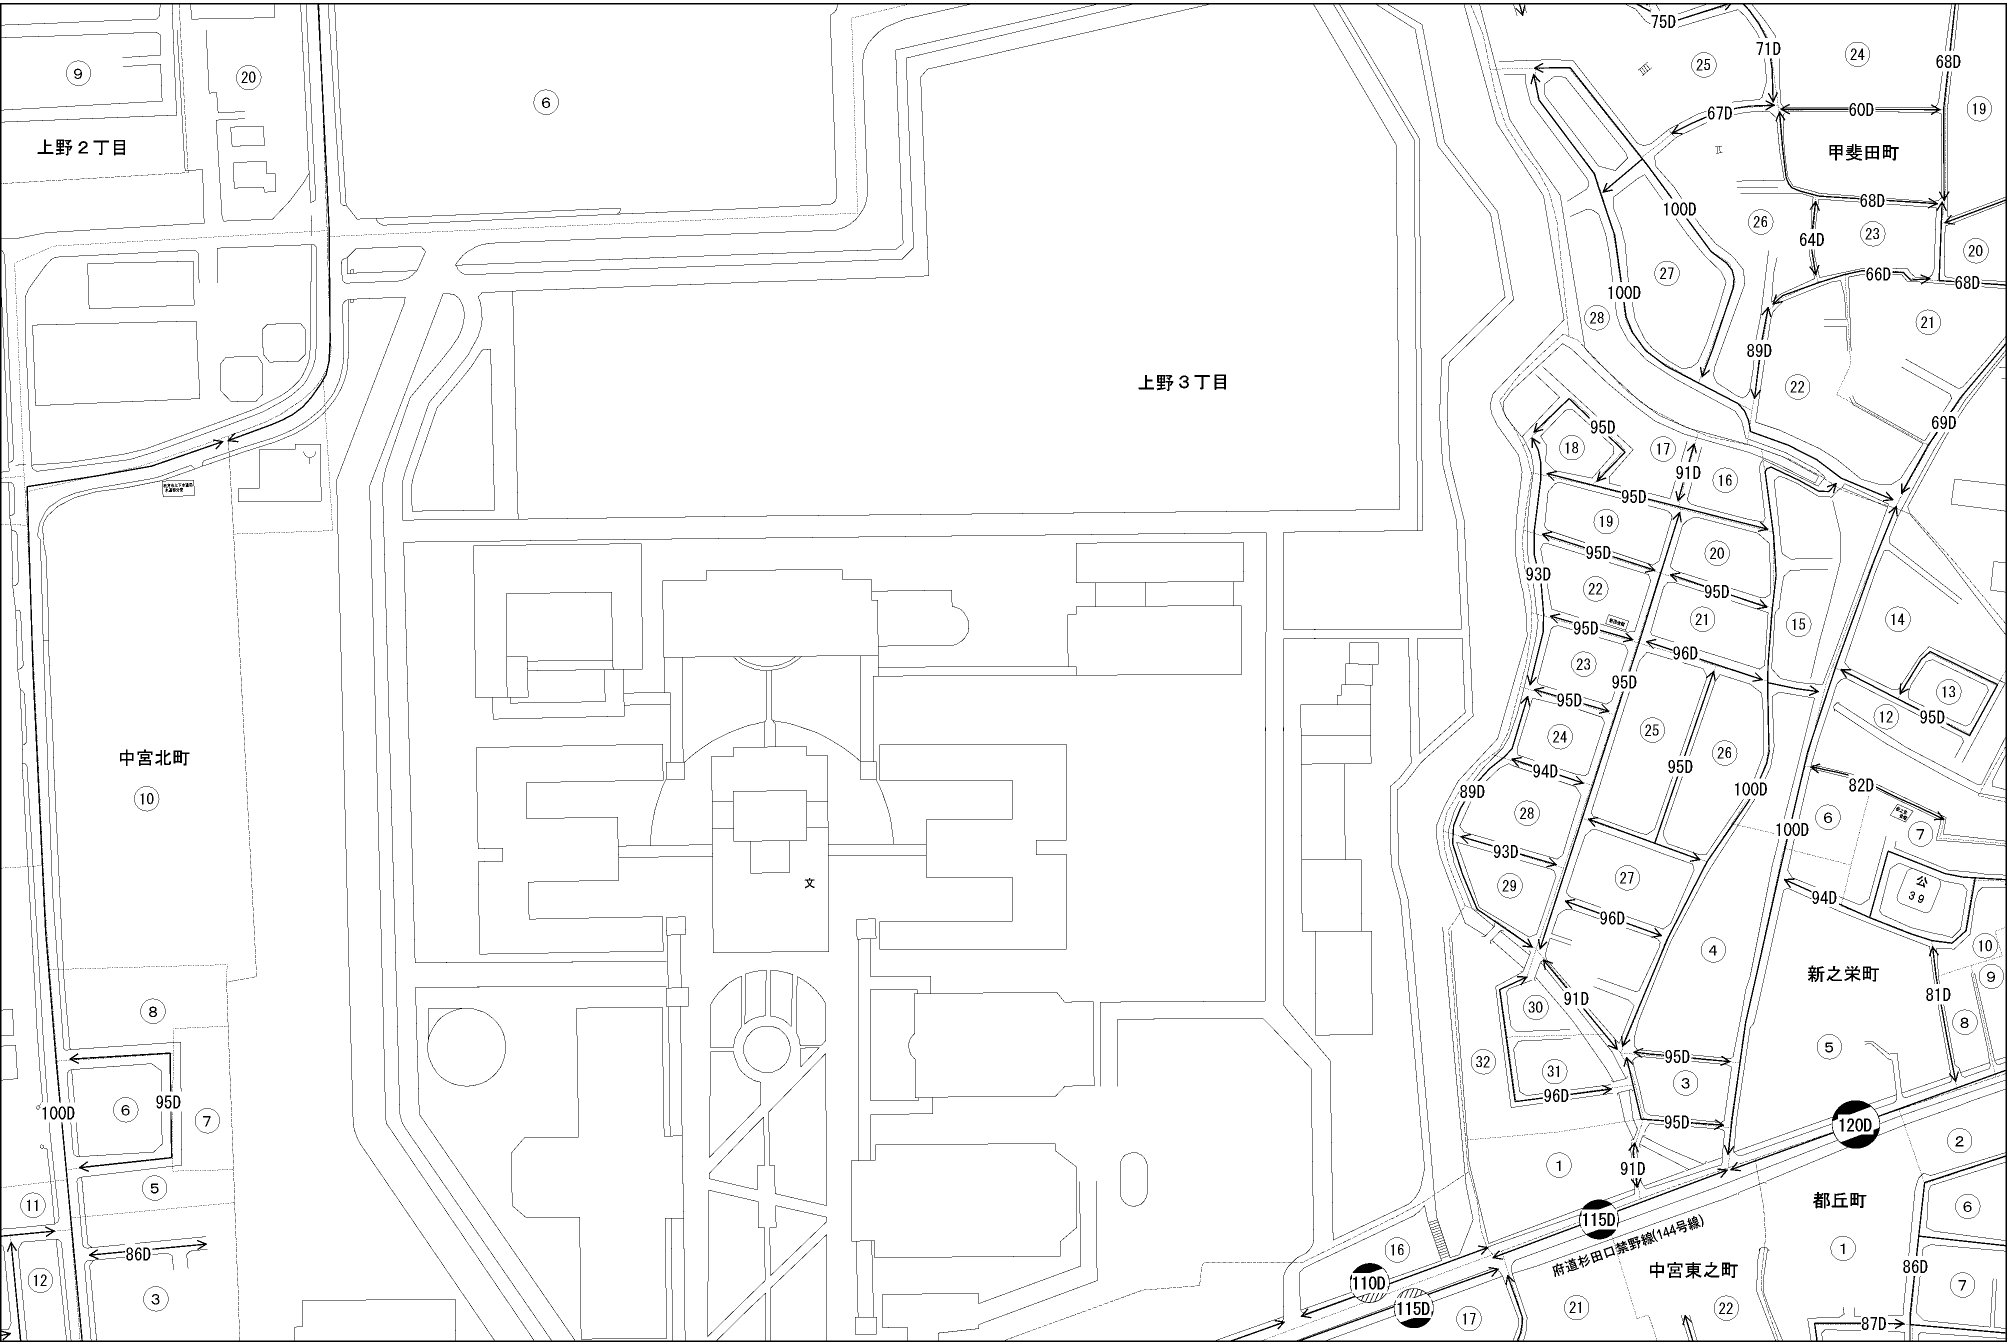 75D
71D
24
68D
25
9
20
6
67D
60D
19
上野２丁目
甲斐田町
100D
68D
26
64D
23
20
27
66D
68D
100D
28
21
89D
上野３丁目
22
95D
69D
18
17
91D
16
95D
19
95D
20
93D
22
95D
95D
21
15
14
96D
23
95D
13
95D
12
95D
24
25
26
95D
94D
中宮北町
10
89D
100D
82D
28
6
7
100D
93D
29
27
文
公
39
94D
96D
4
10
新之栄町
9
91D
30
81D
8
8
5
32
31
95D
3
100D
95D
6
7
96D
95D
120D
2
1
91D
5
11
都丘町
6
115D
府道杉田口禁野線(144号線)
86D
16
1
12
110D
中宮東之町
86D
7
3
115D
17
21
22
87D